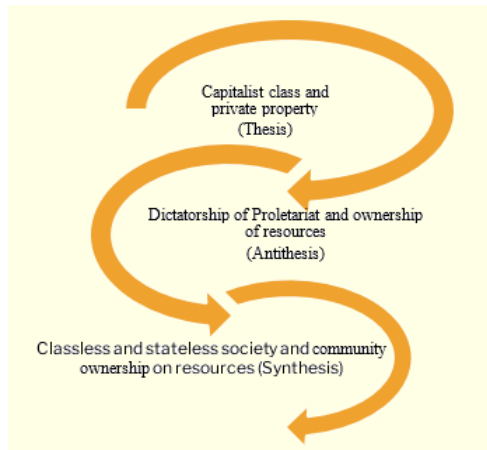 Capitalist class and
private property
(Thesis)
Dictatorship of Proletariat and ownership
of resources
(Antithesis)
Classless and stateless society and community
ownership on resources (Synthesis)